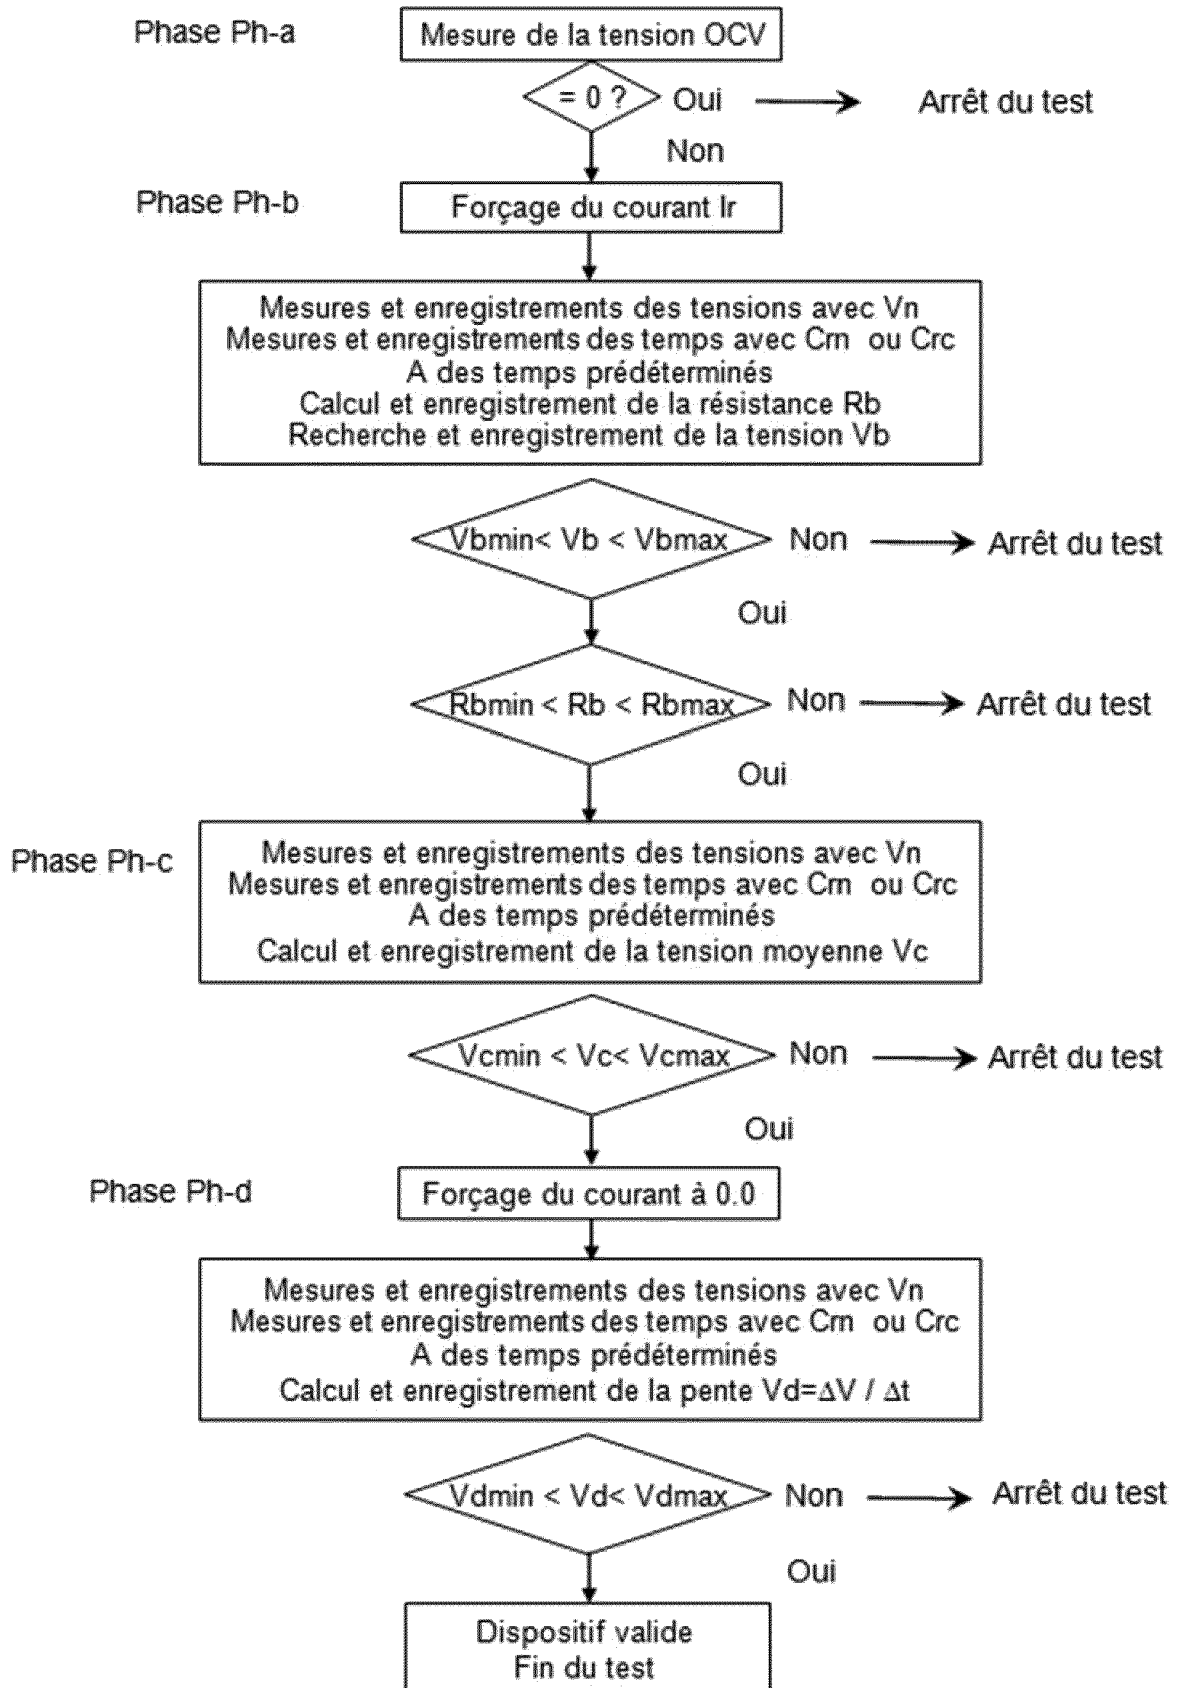 Phase Ph-a
Mesure de la tension OCV
= 0 ?
Oui
Arrêt du test
Non
Phase Ph-b
Forçage du courant Ir
Mesures et enregistrements des tensions avec Vn
Mesures et enregistrements des temps avec Crn ou Crc
A des temps prédéterminés
Calcul et enregistrement de la résistance Rb
Recherche et enregistrement de la tension Vb
Vbmin< Vb < Vbmax
Non
Arrêt du test
Oui
Rbmin < Rb < Rbmax
Non
Arrêt du test
Oui
Phase Ph-c
Mesures et enregistrements des tensions avec Vn
Mesures et enregistrements des temps avec Crn ou Crc
A des temps prédéterminés
Calcul et enregistrement de la tension moyenne Vc
Vcmin < Vc< Vcmax
Non
Arrêt du test
Oui
Phase Ph-d
Forçage du courant à 0.0
Mesures et enregistrements des tensions avec Vn
Mesures et enregistrements des temps avec Crn ou Crc
A des temps prédéterminés
Calcul et enregistrement de la pente Vd=∆V / ∆t
Vdmin < Vd< Vdmax
Non
Arrêt du test
Oui
Dispositif valide
Fin du test